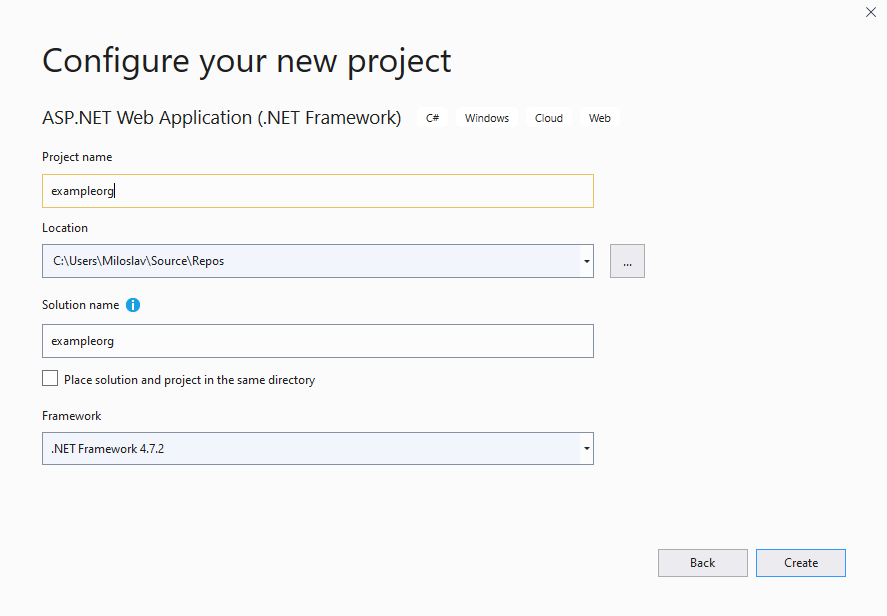 Configure your new project
ASP.NET Web Application (.NET Framework) C# Windows Cloud Web
Project name
exampleorg
Location
C:\Users\Miloslav\Source\Repos
...
Solution name i
exampleorg
Place solution and project in the same directory
Framework
.NET Framework 4.7.2
Back Create